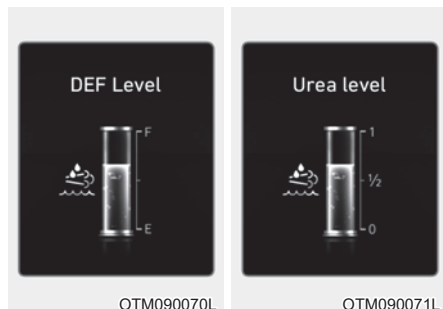 DEF Level
F
E
OTM090070L
Urea level
1
½
0
OTM090071L